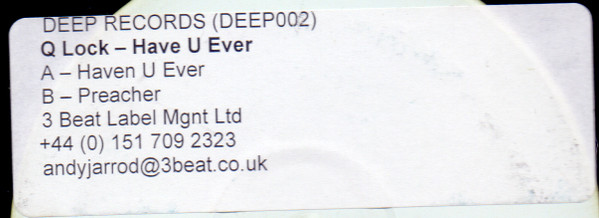 DEEP RECORDS (DEEP002)
Q Lock – Have U Ever
A – Haven U Ever
B – Preacher
3 Beat Label Mgnt Ltd
+44 (0) 151 709 2323
andyjarrod@3beat.co.uk